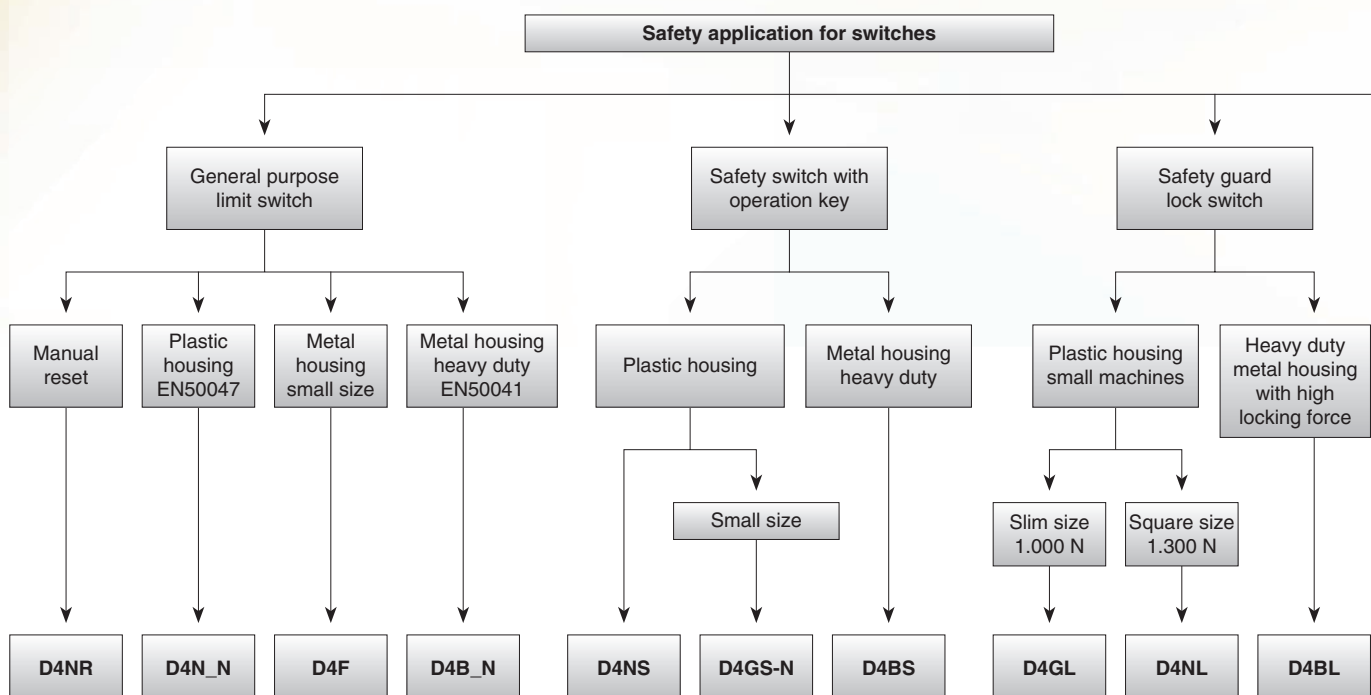 Safety application for switches
General purpose
limit switch
Safety switch with
operation key
Safety guard
lock switch
Manual
reset
Plastic
housing
EN50047
Metal
housing
small size
Metal housing
heavy duty
EN50041
Plastic housing
Metal housing
heavy duty
Plastic housing
small machines
Heavy duty
metal housing
with high
locking force
Small size
Slim size
1.000 N
Square size
1.300 N
D4NR
D4N_N
D4F
D4B_N
D4NS
D4GS-N
D4BS
D4GL
D4NL
D4BL